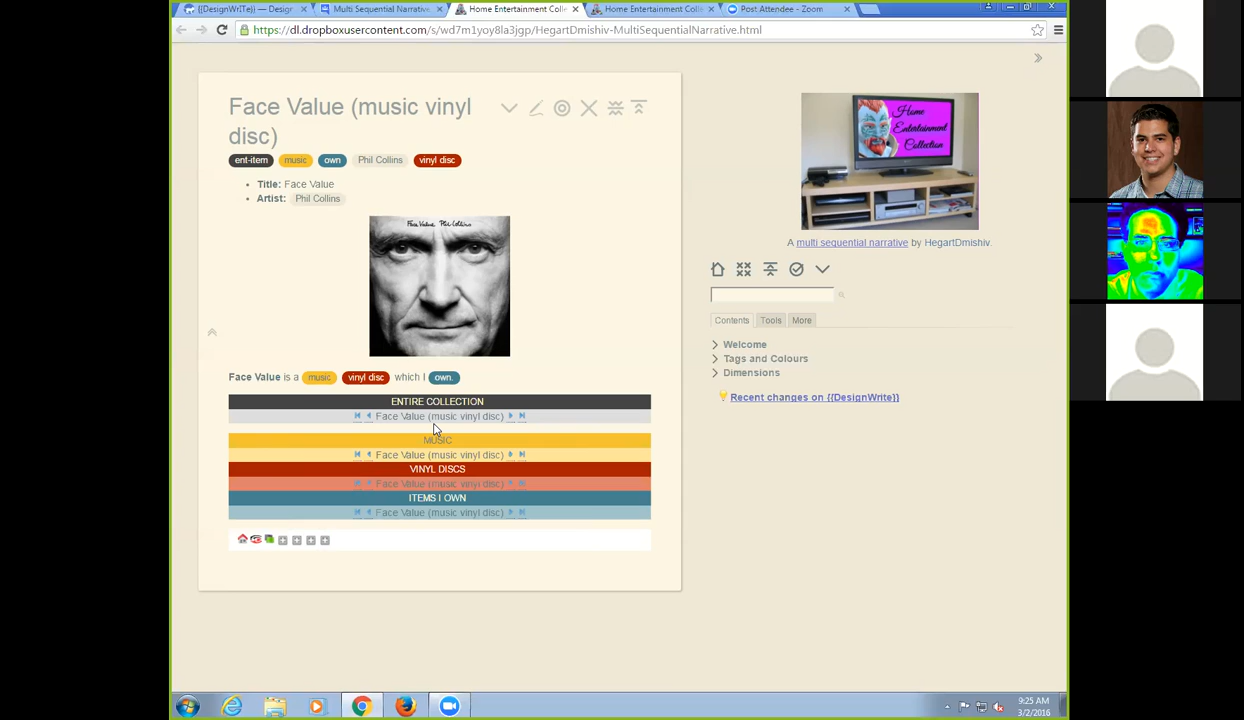 {{DesignWrITe}} — Design
Multi Sequential Narrative
Home Entertainment Colle
Home Entertainment Colle
Post Attendee - Zoom
https://dl.dropboxusercontent.com/s/wd7m1yoy8la3jgp/HegartDmishiv-MultiSequentialNarrative.html
Face Value (music vinyl
disc)
ent-item music own Phil Collins vinyl disc
Title: Face Value
Artist: Phil Collins
Face Value Phil Collins
Face Value is a music vinyl disc which I own.
ENTIRE COLLECTION
Face Value (music vinyl disc)
MUSIC
Face Value (music vinyl disc)
VINYL DISCS
Face Value (music vinyl disc)
ITEMS I OWN
Face Value (music vinyl disc)
Home
Entertainment
Collection
A multi sequential narrative by HegartDmishiv.
Contents Tools More
Welcome
Tags and Colours
Dimensions
Recent changes on {{DesignWrite}}
9:25 AM
3/2/2016